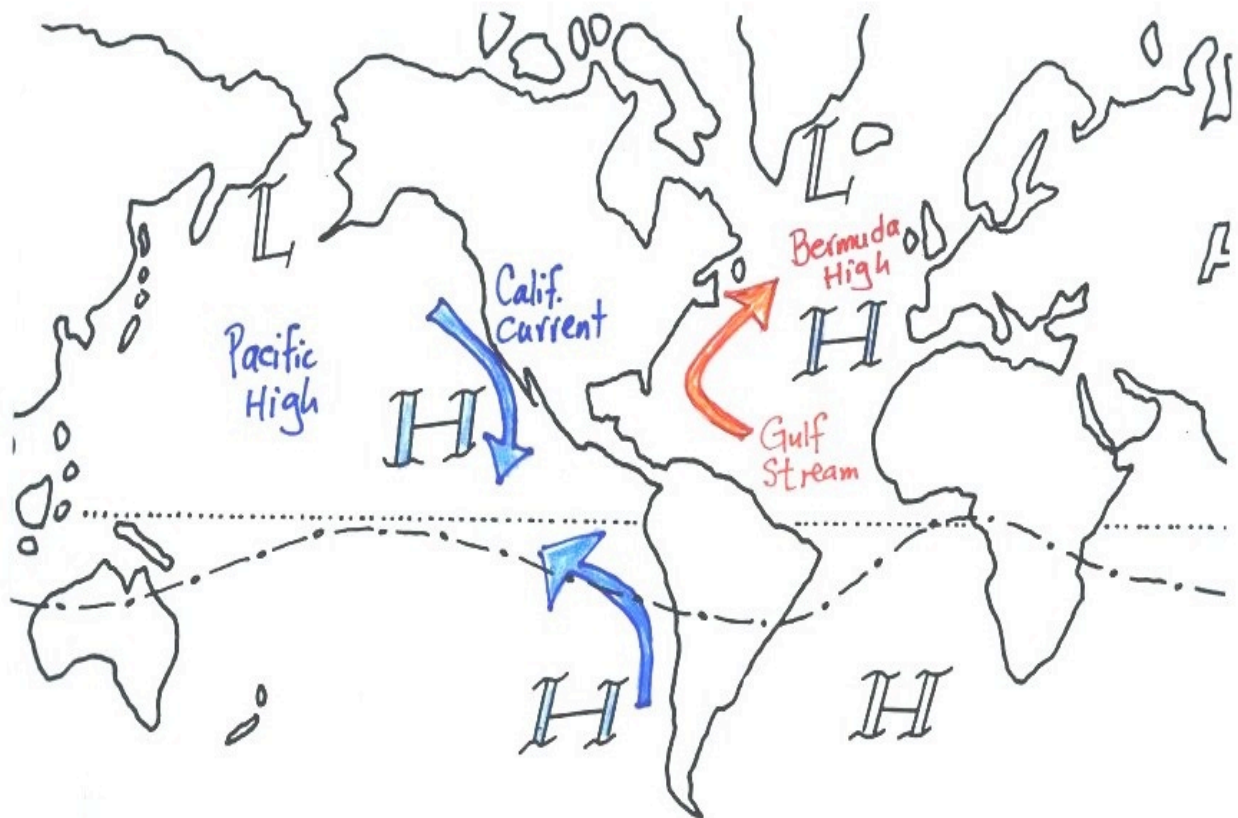 L
L
Bermuda
High
A
Calif.
current
H
Pacific
High
H
Gulf
Stream
H
H